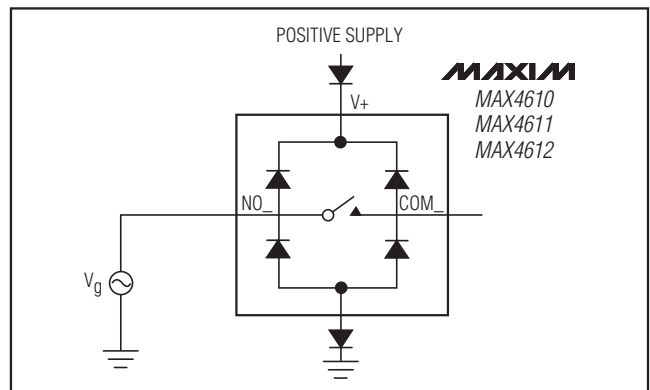 POSITIVE SUPPLY
MAXIM
MAX4610
MAX4611
MAX4612
V+
NO_
COM_
Vg